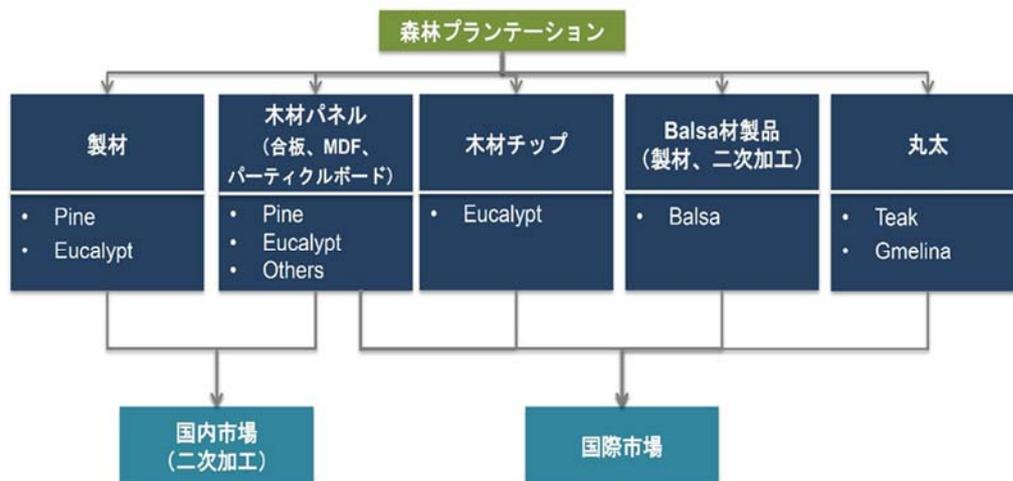 森林プランテーション
製材
• Pine
• Eucalypt
木材パネル
（合板、MDF、
パーティクルボード）
• Pine
• Eucalypt
• Others
木材チップ
• Eucalypt
Balsa材製品
（製材、二次加工）
• Balsa
丸太
• Teak
• Gmelina
国内市場
（二次加工）
国際市場